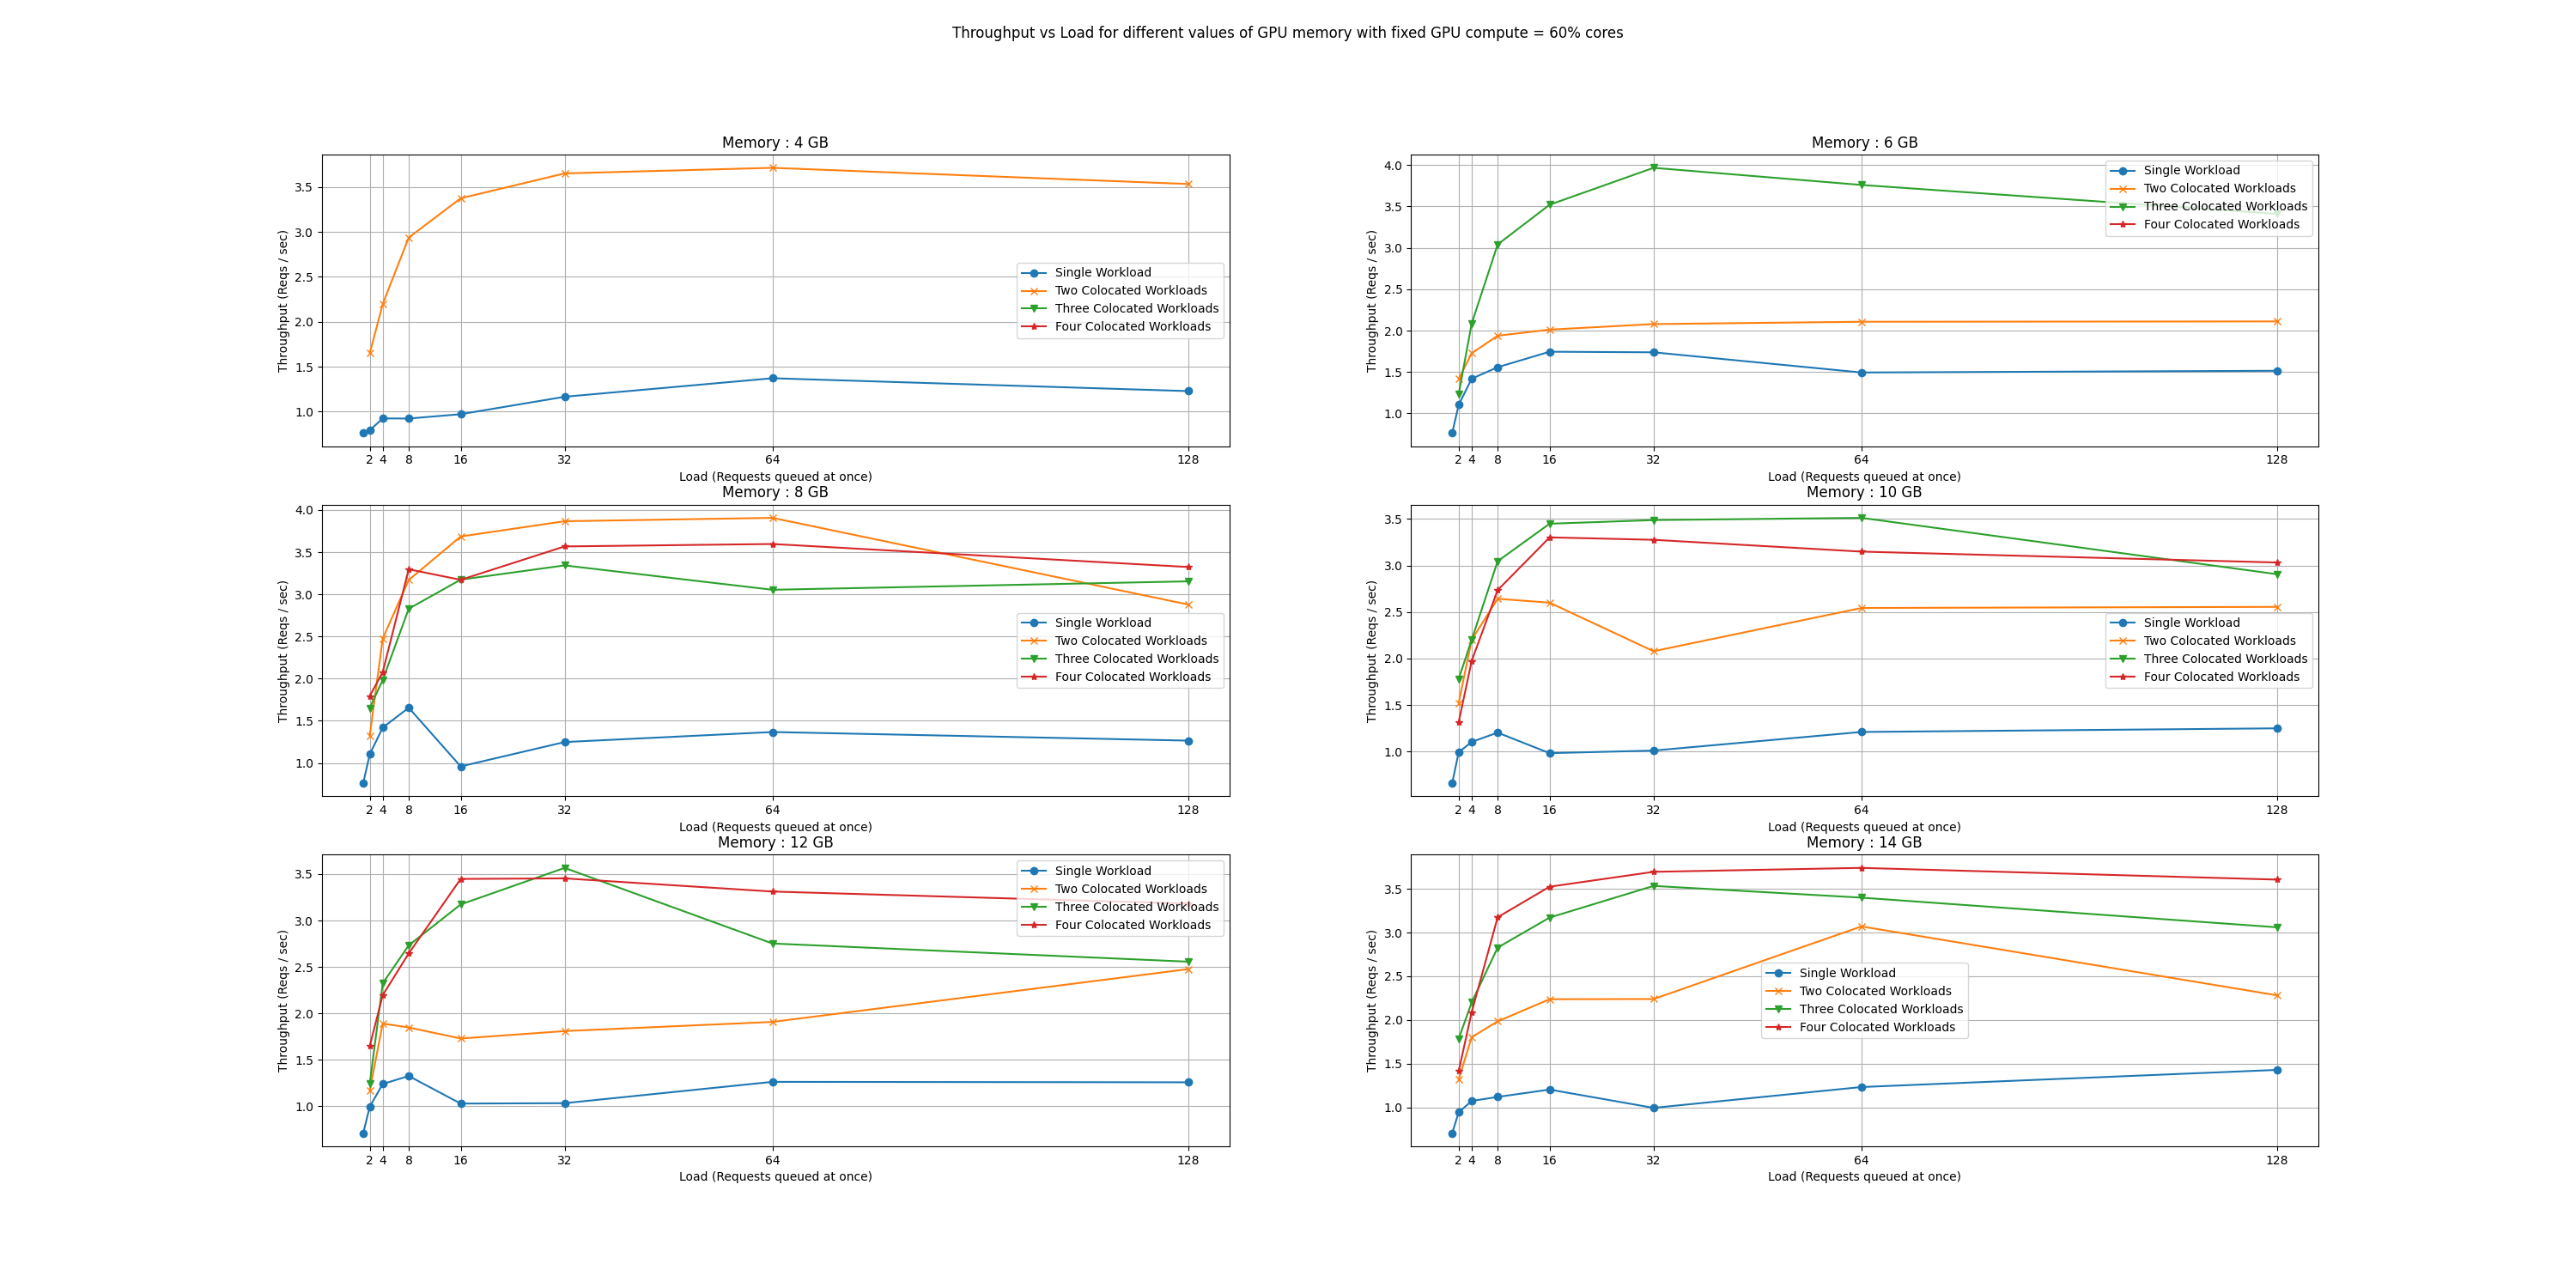 Throughput vs Load for different values of GPU memory with fixed GPU compute = 60% cores
Memory : 4 GB
Throughput (Reqs / sec)
3.5
3.0
2.5
2.0
1.5
1.0
Single Workload
Two Colocated Workloads
Three Colocated Workloads
Four Colocated Workloads
2 4 8 16 32 64 128
Load (Requests queued at once)
Memory : 6 GB
Throughput (Reqs / sec)
4.0
3.5
3.0
2.5
2.0
1.5
1.0
Single Workload
Two Colocated Workloads
Three Colocated Workloads
Four Colocated Workloads
2 4 8 16 32 64 128
Load (Requests queued at once)
Memory : 8 GB
Throughput (Reqs / sec)
4.0
3.5
3.0
2.5
2.0
1.5
1.0
Single Workload
Two Colocated Workloads
Three Colocated Workloads
Four Colocated Workloads
2 4 8 16 32 64 128
Load (Requests queued at once)
Memory : 10 GB
Throughput (Reqs / sec)
3.5
3.0
2.5
2.0
1.5
1.0
Single Workload
Two Colocated Workloads
Three Colocated Workloads
Four Colocated Workloads
2 4 8 16 32 64 128
Load (Requests queued at once)
Memory : 12 GB
Throughput (Reqs / sec)
3.5
3.0
2.5
2.0
1.5
1.0
Single Workload
Two Colocated Workloads
Three Colocated Workloads
Four Colocated Workloads
2 4 8 16 32 64 128
Load (Requests queued at once)
Memory : 14 GB
Throughput (Reqs / sec)
3.5
3.0
2.5
2.0
1.5
1.0
Single Workload
Two Colocated Workloads
Three Colocated Workloads
Four Colocated Workloads
2 4 8 16 32 64 128
Load (Requests queued at once)